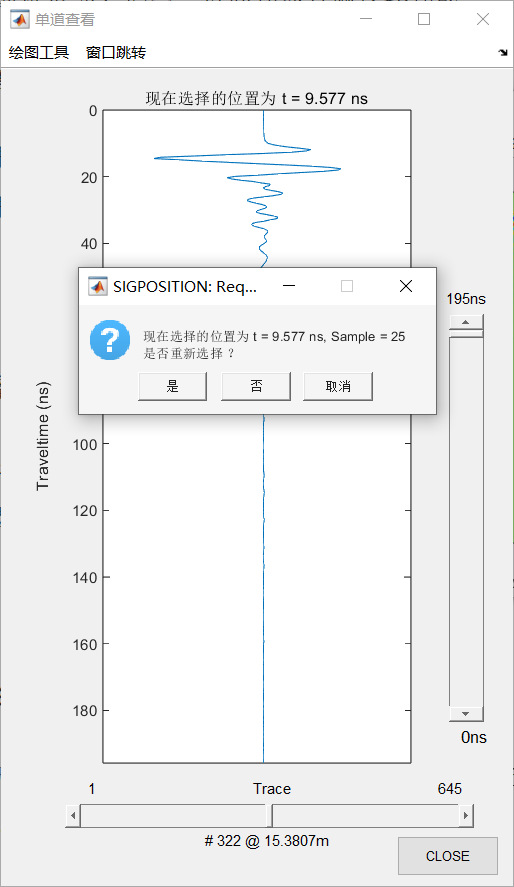 单道查看
绘图工具 窗口跳转
现在选择的位置为 t = 9.577 ns
0
20
40
SIGPOSITION: Req...
现在选择的位置为 t = 9.577 ns, Sample = 25
是否重新选择 ?
是 否 取消
195ns
Traveltime (ns)
100
120
140
160
180
0ns
1 Trace 645
# 322 @ 15.3807m
CLOSE